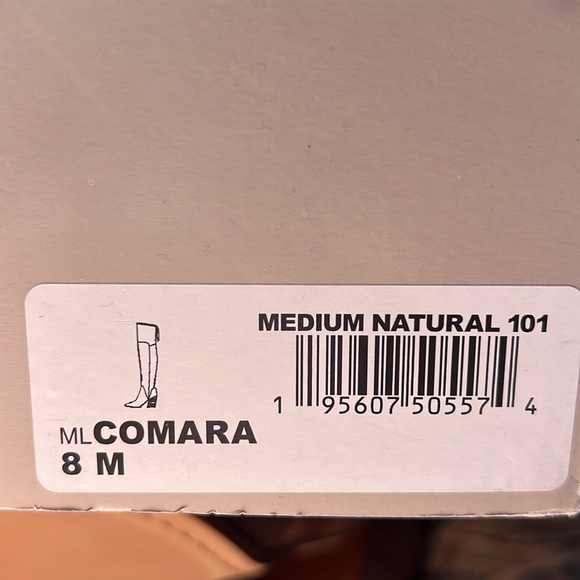 MEDIUM NATURAL 101
1 95607 50557 4
MLCOMARA
8 M